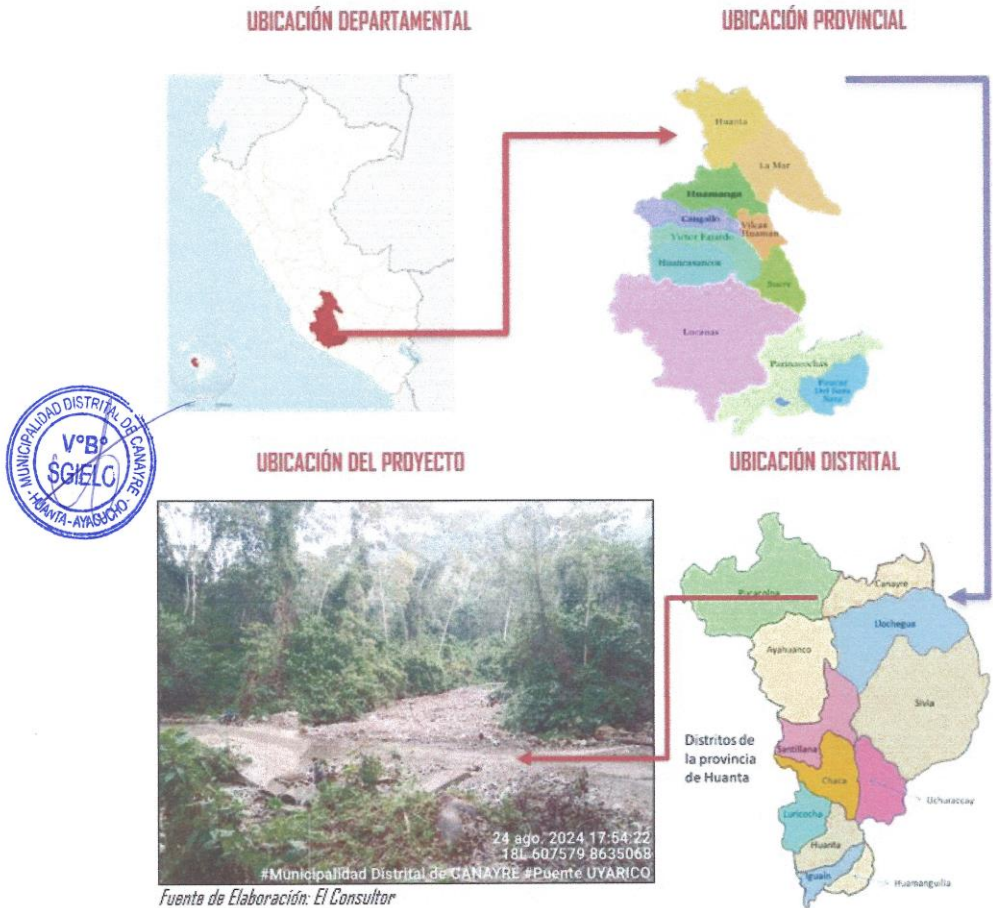 UBICACIÓN DEPARTAMENTAL
UBICACIÓN PROVINCIAL
Huanta
La Mar
Huamanga
Cangallo
Vilcas
Huaman
Victor Fajardo
Huancasancos
Sucre
Lucanas
Parinacochas
Paucar
Del Sara
Sara
MUNICIPALIDAD DISTRITAL DE CANAYRE
V°B°
SGIELC
HUANTA-AYACUCHO
UBICACIÓN DEL PROYECTO
UBICACIÓN DISTRITAL
Pucacolpa
Canayre
Llochegua
Ayahuanco
Sivia
Distritos de
la provincia
de Huanta
Santillana
Chaca
Uchuraccay
Luricocha
Huanta
Iguain
Huamanguilla
24 ago. 2024 17:54:22
18L 607579 8635068
#Municipalidad Distrital de CANAYRE #Puente UYARICO
Fuente de Elaboración: El Consultor